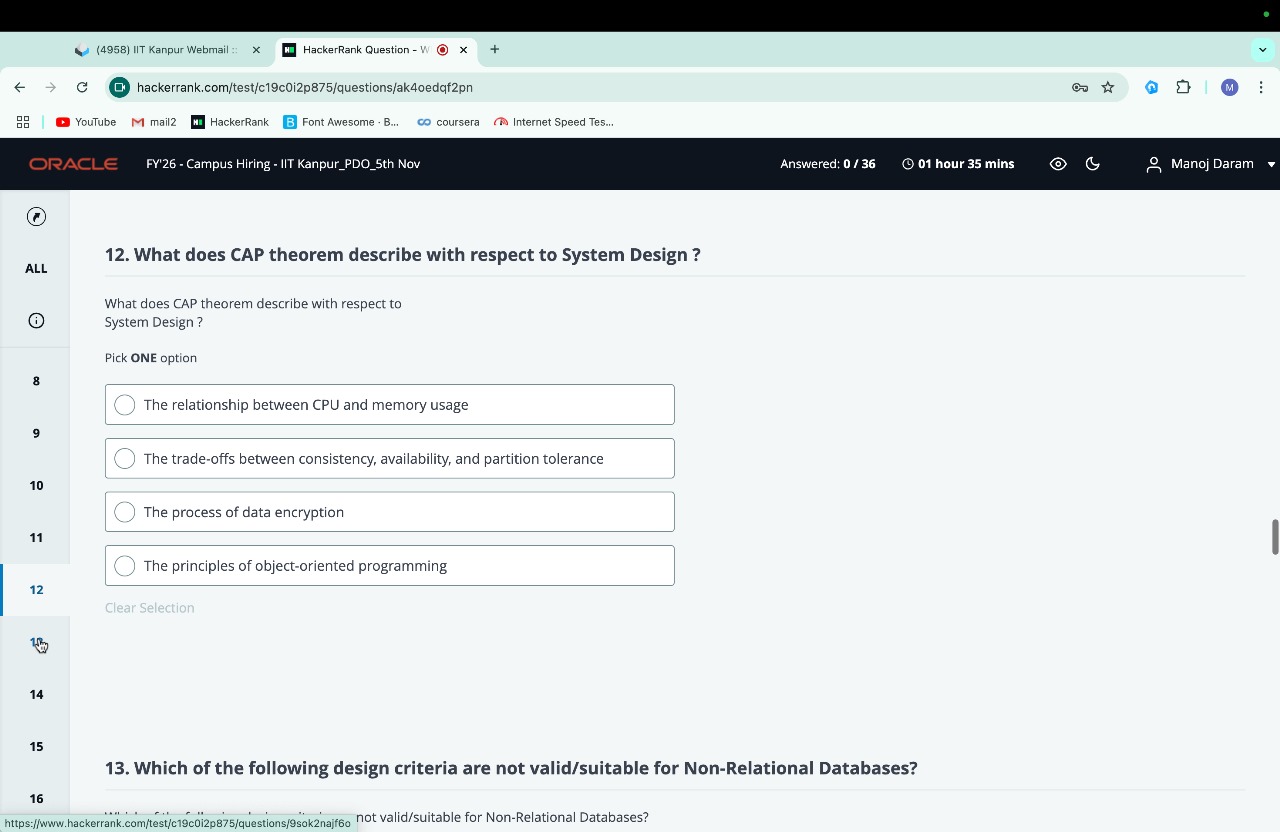 (4958) IIT Kanpur Webmail ::
HackerRank Question - W
hackerrank.com/test/c19c0i2p875/questions/ak4oedqf2pn
M
YouTube
mail2
HackerRank
Font Awesome · B...
coursera
Internet Speed Tes...
ORACLE
FY'26 - Campus Hiring - IIT Kanpur_PDO_5th Nov
Answered: 0 / 36
01 hour 35 mins
Manoj Daram
ALL
12. What does CAP theorem describe with respect to System Design ?
What does CAP theorem describe with respect to
System Design ?
Pick ONE option
8
The relationship between CPU and memory usage
9
The trade-offs between consistency, availability, and partition tolerance
10
The process of data encryption
11
The principles of object-oriented programming
12
Clear Selection
14
15
13. Which of the following design criteria are not valid/suitable for Non-Relational Databases?
16
not valid/suitable for Non-Relational Databases?
https://www.hackerrank.com/test/c19c0i2p875/questions/9sok2najf6o